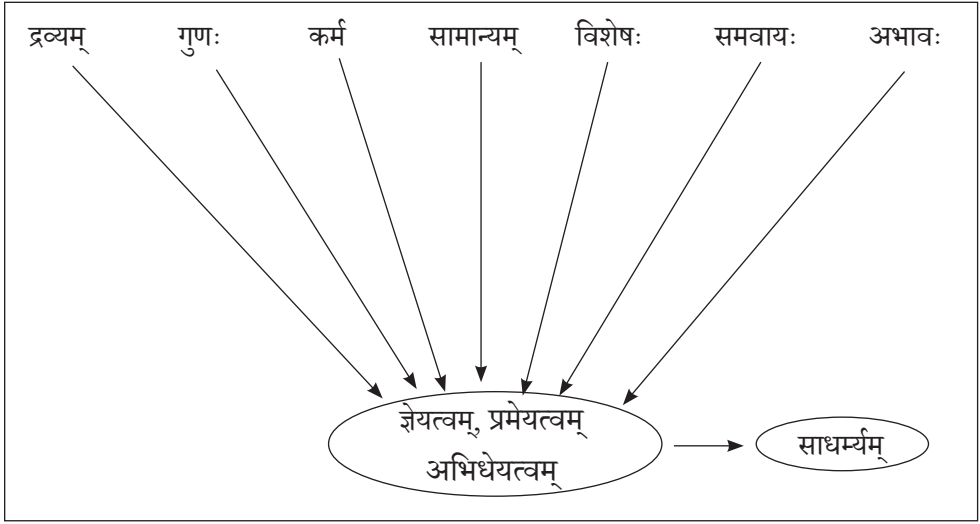 द्रव्यम् गुणः कर्म सामान्यम् विशेषः समवायः अभावः
ज्ञेयत्वम्, प्रमेयत्वम्
अभिधेयत्वम्
साधर्म्यम्